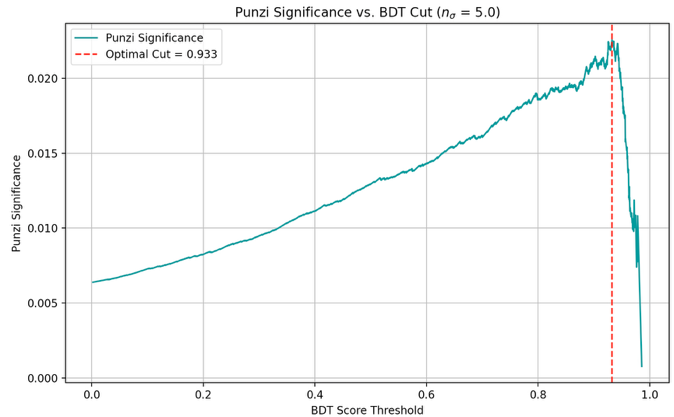 Punzi Significance vs. BDT Cut (nσ = 5.0)
Punzi Significance
Optimal Cut = 0.933
Punzi Significance
0.020
0.015
0.010
0.005
0.000
0.0 0.2 0.4 0.6 0.8 1.0
BDT Score Threshold